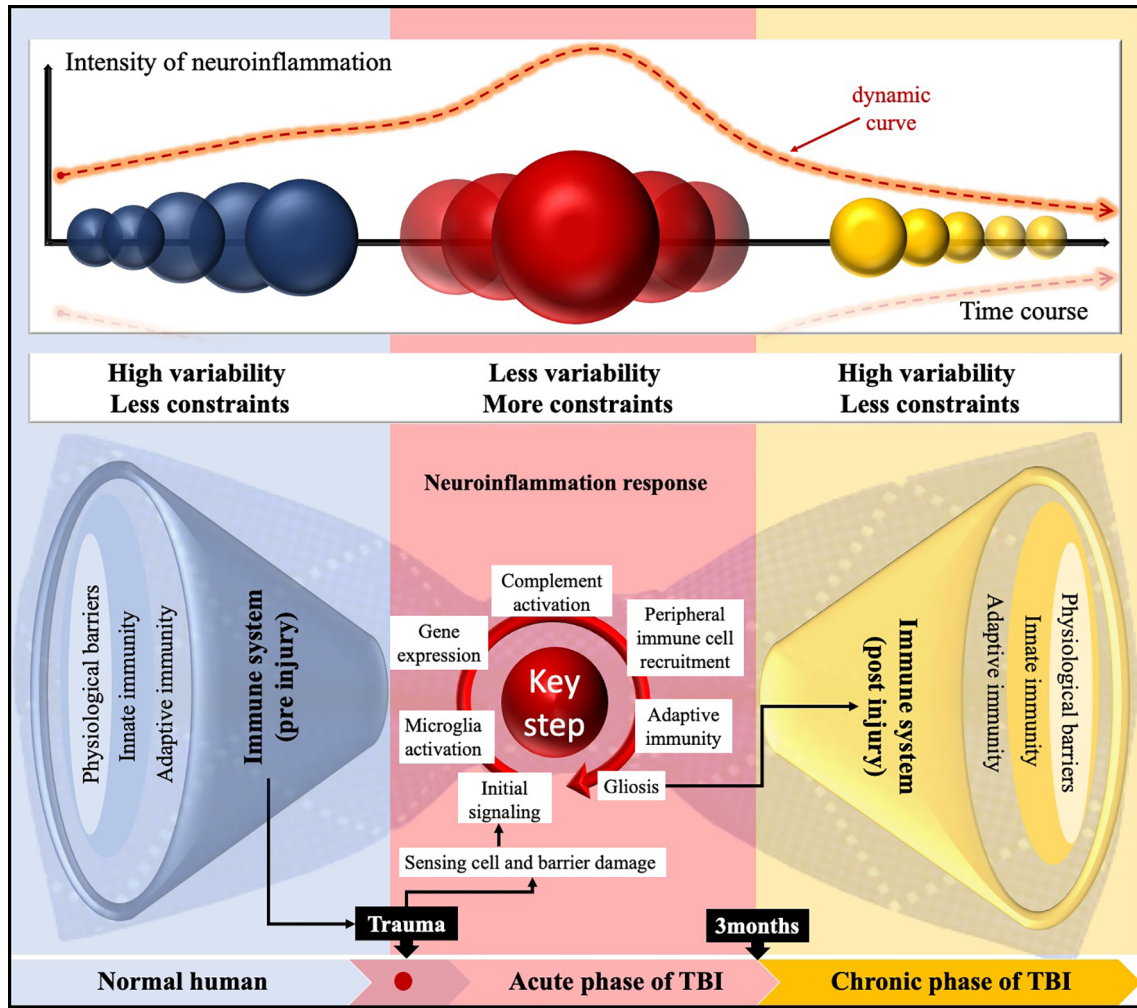 Intensity of neuroinflammation
dynamic
curve
Time course
High variability
Less constraints
Less variability
More constraints
High variability
Less constraints
Physiological barriers
Innate immunity
Adaptive immunity
Immune system
(pre injury)
Neuroinflammation response
Complement
activation
Gene
expression
Peripheral
immune cell
recruitment
Key
step
Microglia
activation
Adaptive
immunity
Initial
signaling
Gliosis
Sensing cell and barrier damage
Immune system
(post injury)
Adaptive immunity
Innate immunity
Physiological barriers
Trauma
3months
Normal human
Acute phase of TBI
Chronic phase of TBI